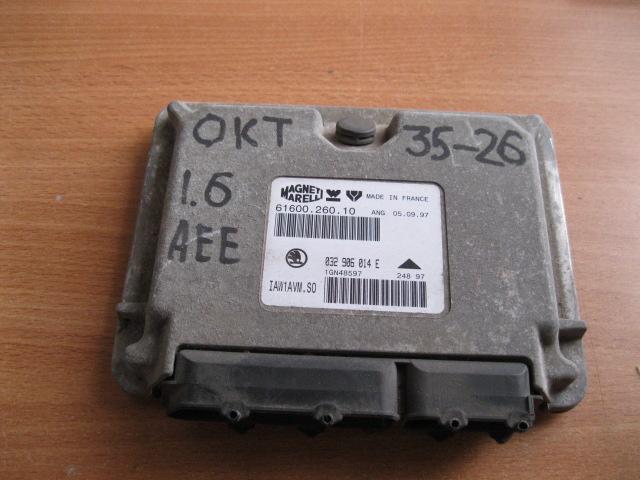 OKT 35-26
1.6
AEE
MAGNETI
MARELLI MADE IN FRANCE
61600.260.10 ANG 05.09.97
032 906 014 E
1GN48597 248 97
IAW1AVM.SO